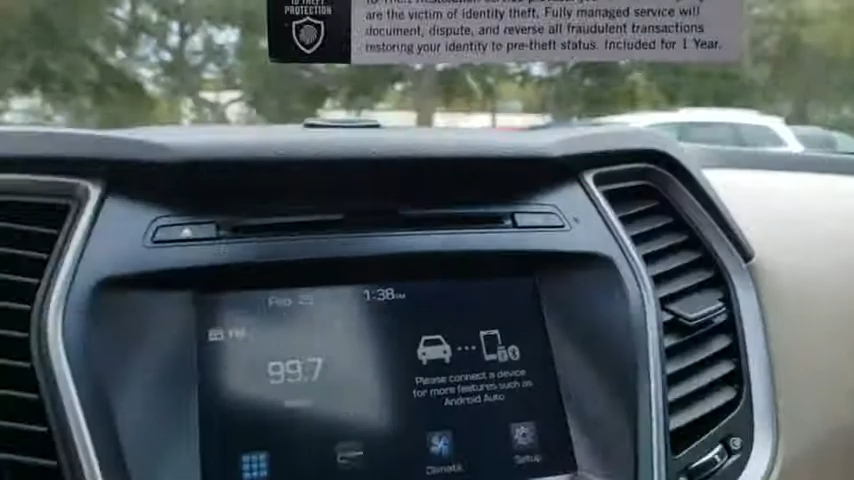 ID THEFT
PROTECTION
are the victim of identity theft. Fully managed service will
document, dispute, and reverse all fraudulent transactions
restoring your identity to pre-theft status. Included for 1 Year.
1:38
FM
99.7
Please connect a device
for more features such as
Android Auto
Climate
Setup